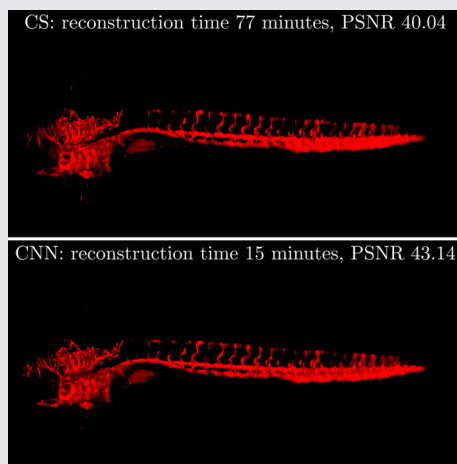 CS: reconstruction time 77 minutes, PSNR 40.04
CNN: reconstruction time 15 minutes, PSNR 43.14